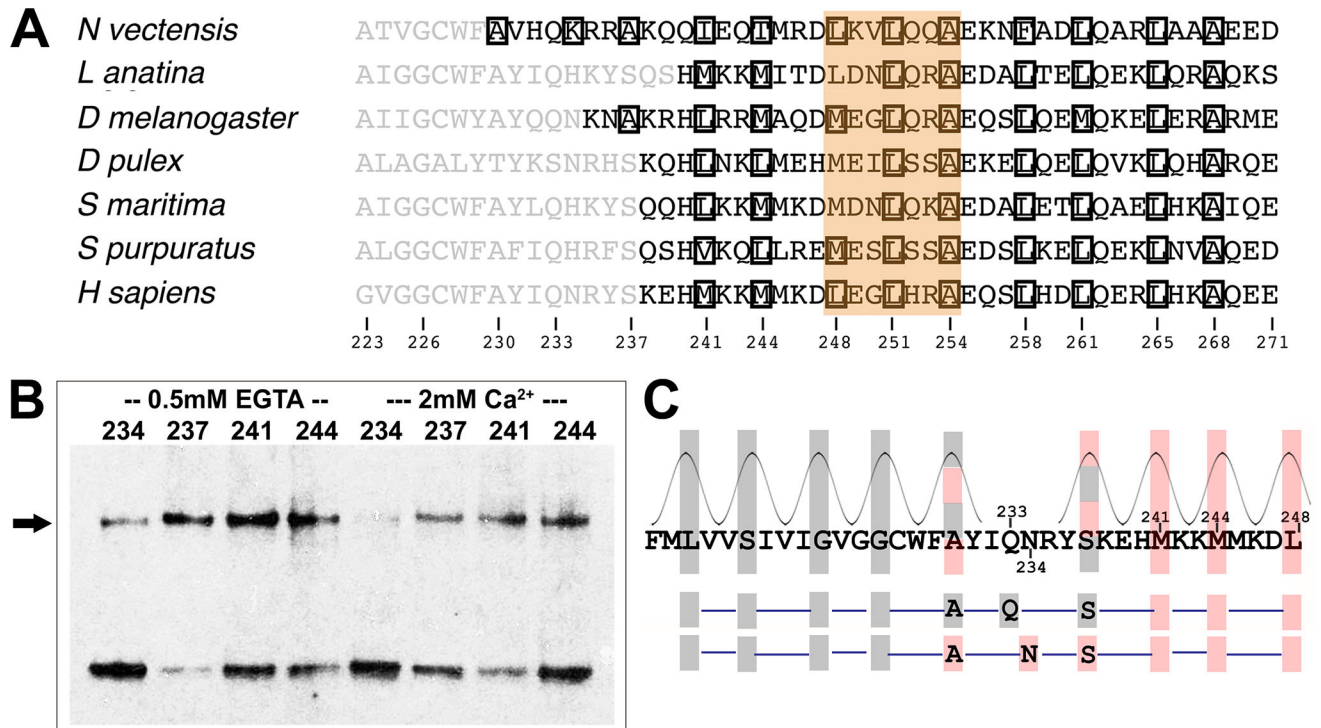 A
N vectensis ATVGCWFAVHQKRRAKQQIEQTMRDLKVLQQAEKNFADLQARLAAAEED
L anatina AIGGCWFAYIQHKYSQSHMKKMITDLDNLQRAEDALTELQEKLQRAQKS
D melanogaster AIIGCWYAYQQNKNAKRHLRRMAQDMEGLQRAEQSLQEMQEKLERARME
D pulex ALAGALYTYKSNRHSKQHLNKLMEHMEILSSAEKELQELQVKLQHARQE
S maritima AIGGCWFAYLQHKYSQQHLKKMMKDMDNLQKAEDALETLQAELHKAIQE
S purpuratus ALGGCWFAFIQHRFSQSHVKQLLREMESLSSAEDSLKELQEKLNVAQED
H sapiens GVGGCWFAYIQNRYSKEHMKKMMKDLEGLHRAEQSLHDLQERLHKAQEE
223 226 230 233 237 241 244 248 251 254 258 261 265 268 271
B
-- 0.5mM EGTA -- --- 2mM Ca²⁺ ---
234 237 241 244 234 237 241 244
C
233 241 244 248
FMLVVSIVIGVGGCWFAYIQNRYSKEHMKKMMKDL
234
A Q S
A N S